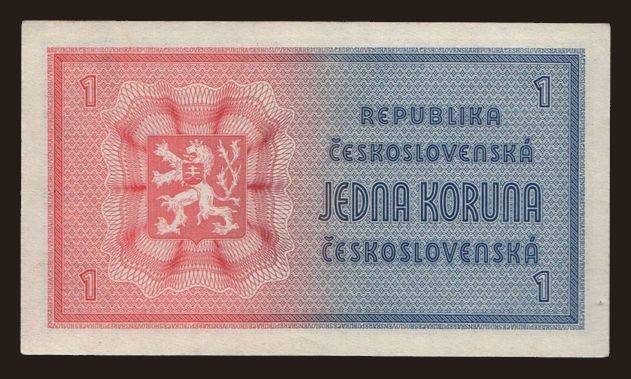 1 1
REPUBLIKA
ČESKOSLOVENSKÁ
JEDNA KORUNA
ČESKOSLOVENSKÁ
1 1